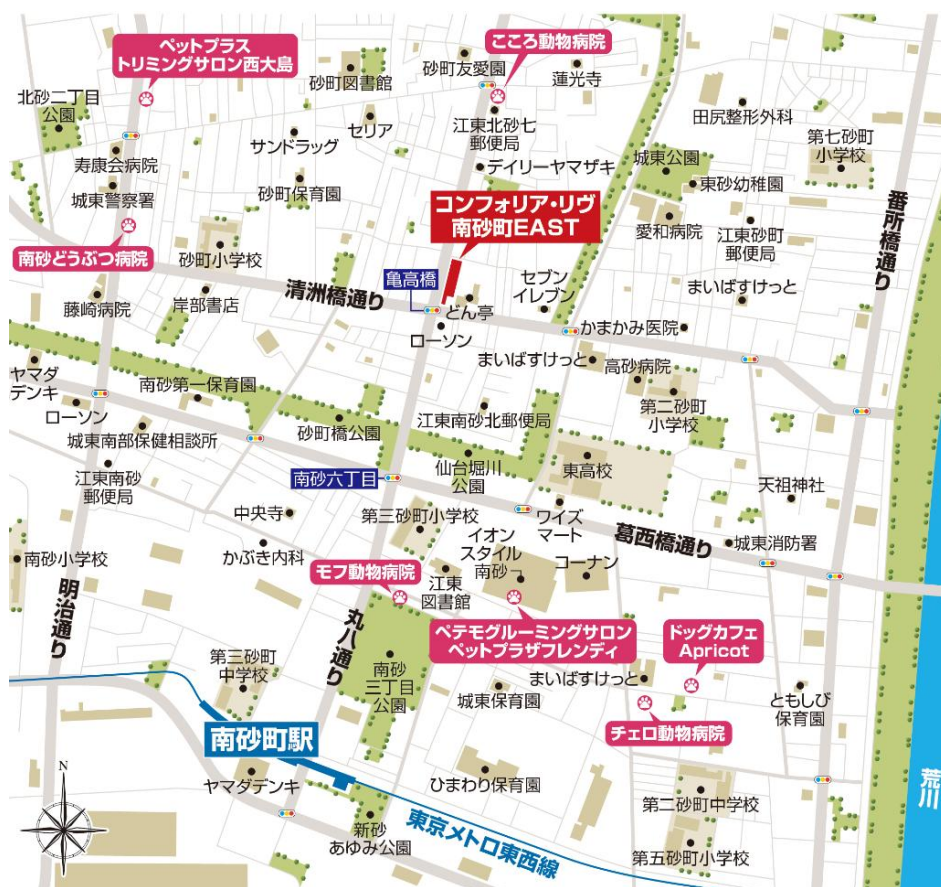 ペットプラス
トリミングサロン西大島
こころ動物病院
砂町友愛園
蓮光寺
砂町図書館
北砂二丁目
公園
セリア
サンドラッグ
江東北砂七
郵便局
田尻整形外科
第七砂町
小学校
寿康会病院
城東警察署
デイリーヤマザキ
城東公園
東砂幼稚園
砂町保育園
コンフォリア・リヴ
南砂町EAST
愛和病院
江東東砂町
郵便局
番所橋通り
南砂どうぶつ病院
砂町小学校
亀高橋
セブン
イレブン
まいばすけっと
清洲橋通り
藤崎病院
岸部書店
どん亭
ローソン
かまかみ医院
まいばすけっと
高砂病院
ヤマダ
デンキ
南砂第一保育園
ローソン
第二砂町
小学校
城東南部保健相談所
砂町橋公園
江東南砂北郵便局
江東南砂
郵便局
南砂六丁目
仙台堀川
公園
東高校
天祖神社
中央寺
第三砂町小学校
イオン
スタイル
南砂
ワイズ
マート
葛西橋通り
城東消防署
南砂小学校
かぶき内科
モフ動物病院
江東
図書館
コーナン
明治通り
丸八通り
ペテモグルーミングサロン
ペットプラザフレンディ
ドッグカフェ
Apricot
第三砂町
中学校
南砂
三丁目
公園
城東保育園
まいばすけっと
ともしび
保育園
チェロ動物病院
南砂町駅
ヤマダデンキ
ひまわり保育園
荒川
N
第二砂町中学校
新砂
あゆみ公園
東京メトロ東西線
第五砂町小学校